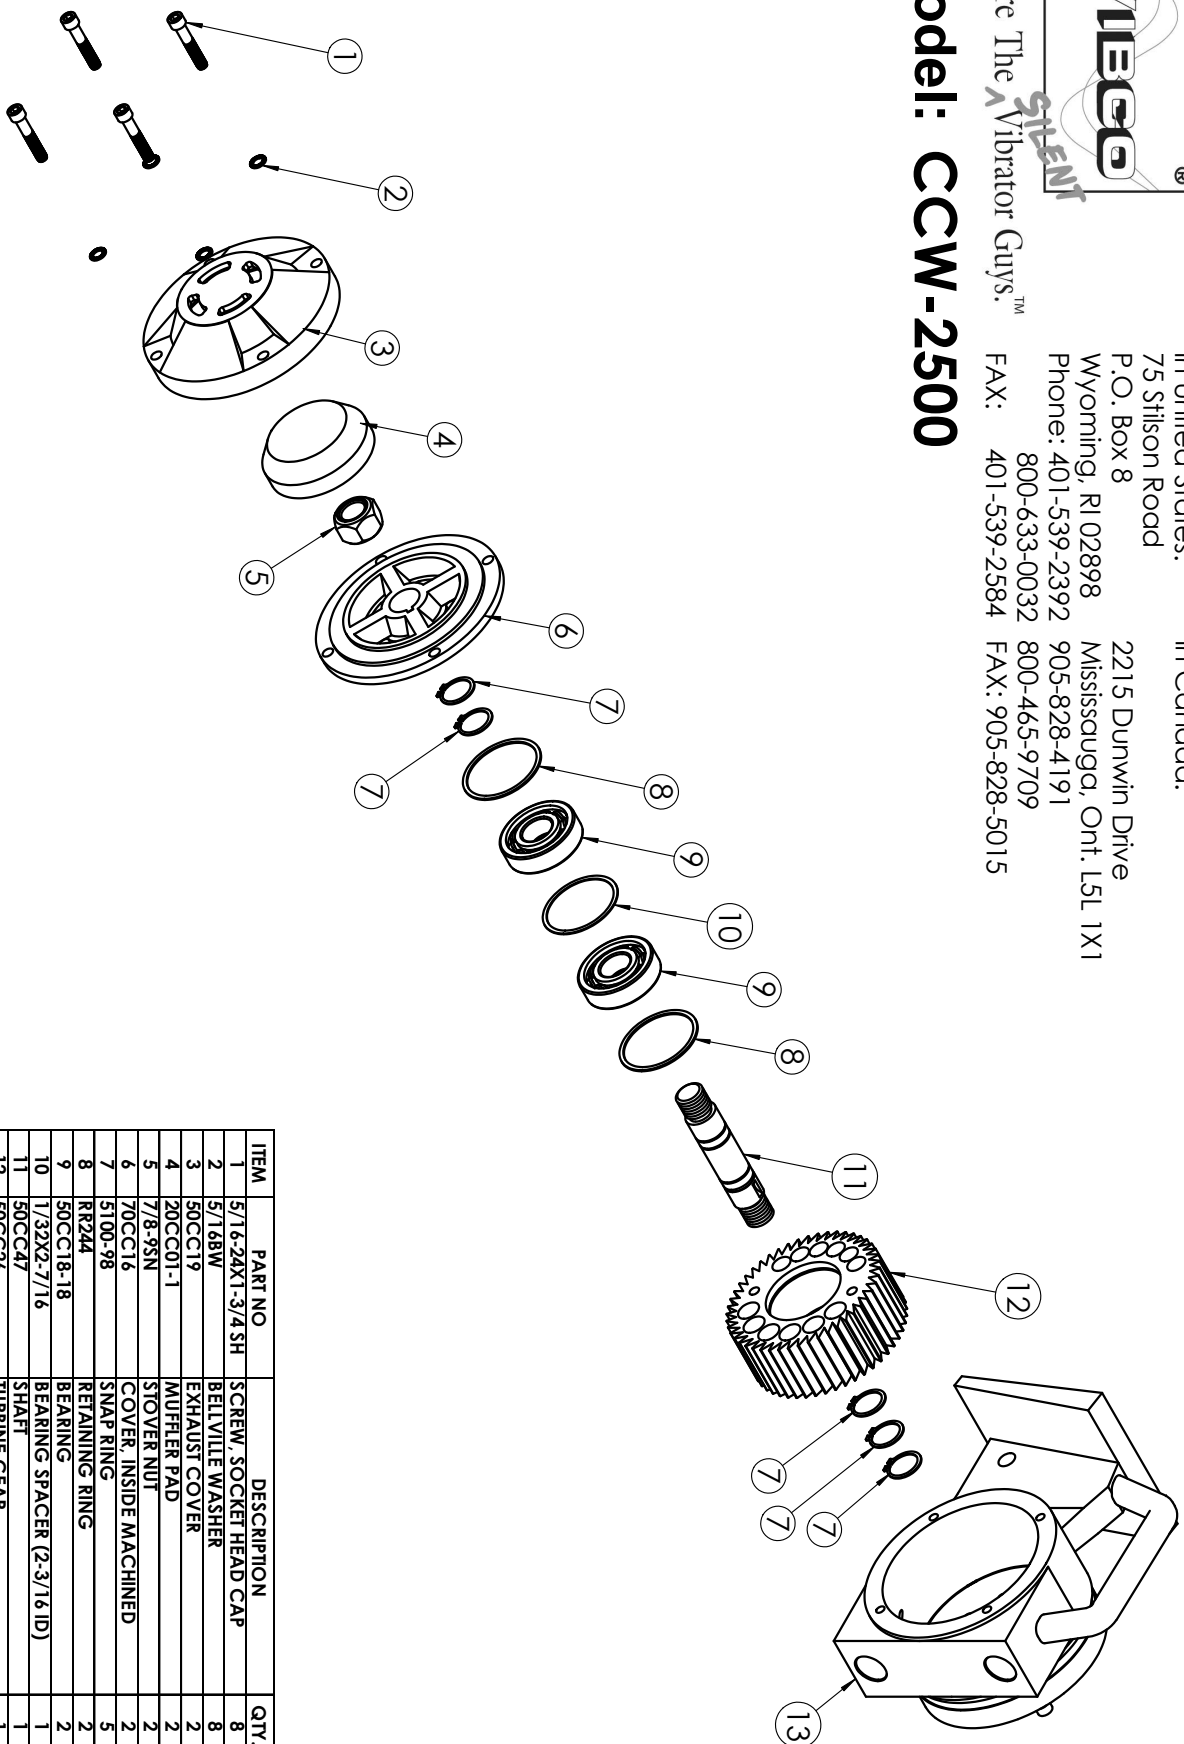 VIBCO ®
SILENT
The ^ Vibrator Guys.™
Model: CCW-2500
In United States:
75 Stilson Road
P.O. Box 8
Wyoming, RI 02898
Phone: 401-539-2392
800-633-0032
FAX: 401-539-2584
In Canada:
2215 Dunwin Drive
Mississauga, Ont. L5L 1X1
905-828-4191
800-465-9709
FAX: 905-828-5015
1
2
3
4
5
6
7
7
8
9
10
9
8
11
12
7
7
7
13
ITEM PART NO DESCRIPTION QTY.
1 5/16-24X1-3/4 SH SCREW, SOCKET HEAD CAP 8
2 5/16BW BELLVILLE WASHER 8
3 50CC19 EXHAUST COVER 2
4 20CC01-1 MUFFLER PAD 2
5 7/8-9SN STOVER NUT 2
6 70CC16 COVER, INSIDE MACHINED 2
7 5100-98 SNAP RING 5
8 RR244 RETAINING RING 2
9 50CC18-18 BEARING 2
10 1/32X2-7/16 BEARING SPACER (2-3/16 ID) 1
11 50CC47 SHAFT 1
12 TURBINE GEAR 1